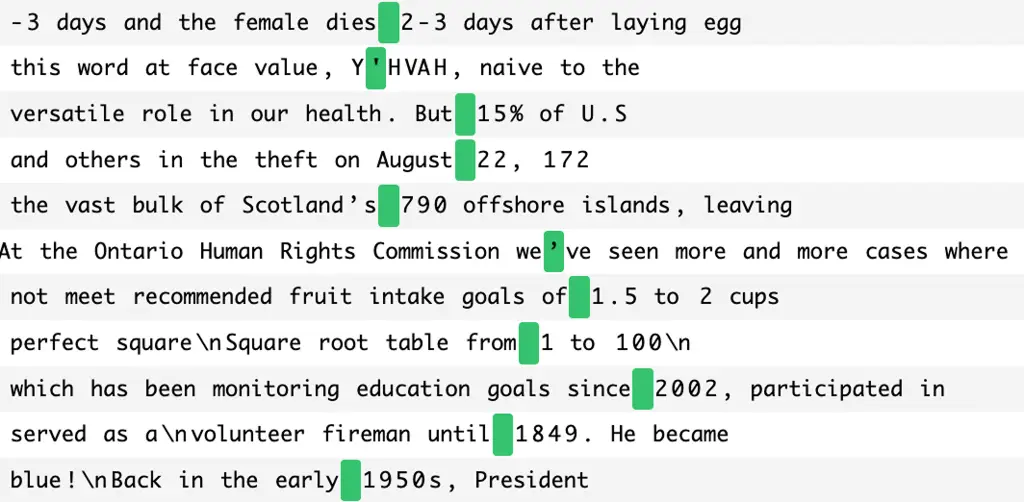 -3 days and the female dies 2-3 days after laying egg
this word at face value, Y'HVAH, naive to the
versatile role in our health. But 15% of U.S
and others in the theft on August 22, 172
the vast bulk of Scotland’s 790 offshore islands, leaving
At the Ontario Human Rights Commission we’ve seen more and more cases where
not meet recommended fruit intake goals of 1.5 to 2 cups
perfect square\nSquare root table from 1 to 100\n
which has been monitoring education goals since 2002, participated in
served as a\nvolunteer fireman until 1849. He became
blue!\nBack in the early 1950s, President